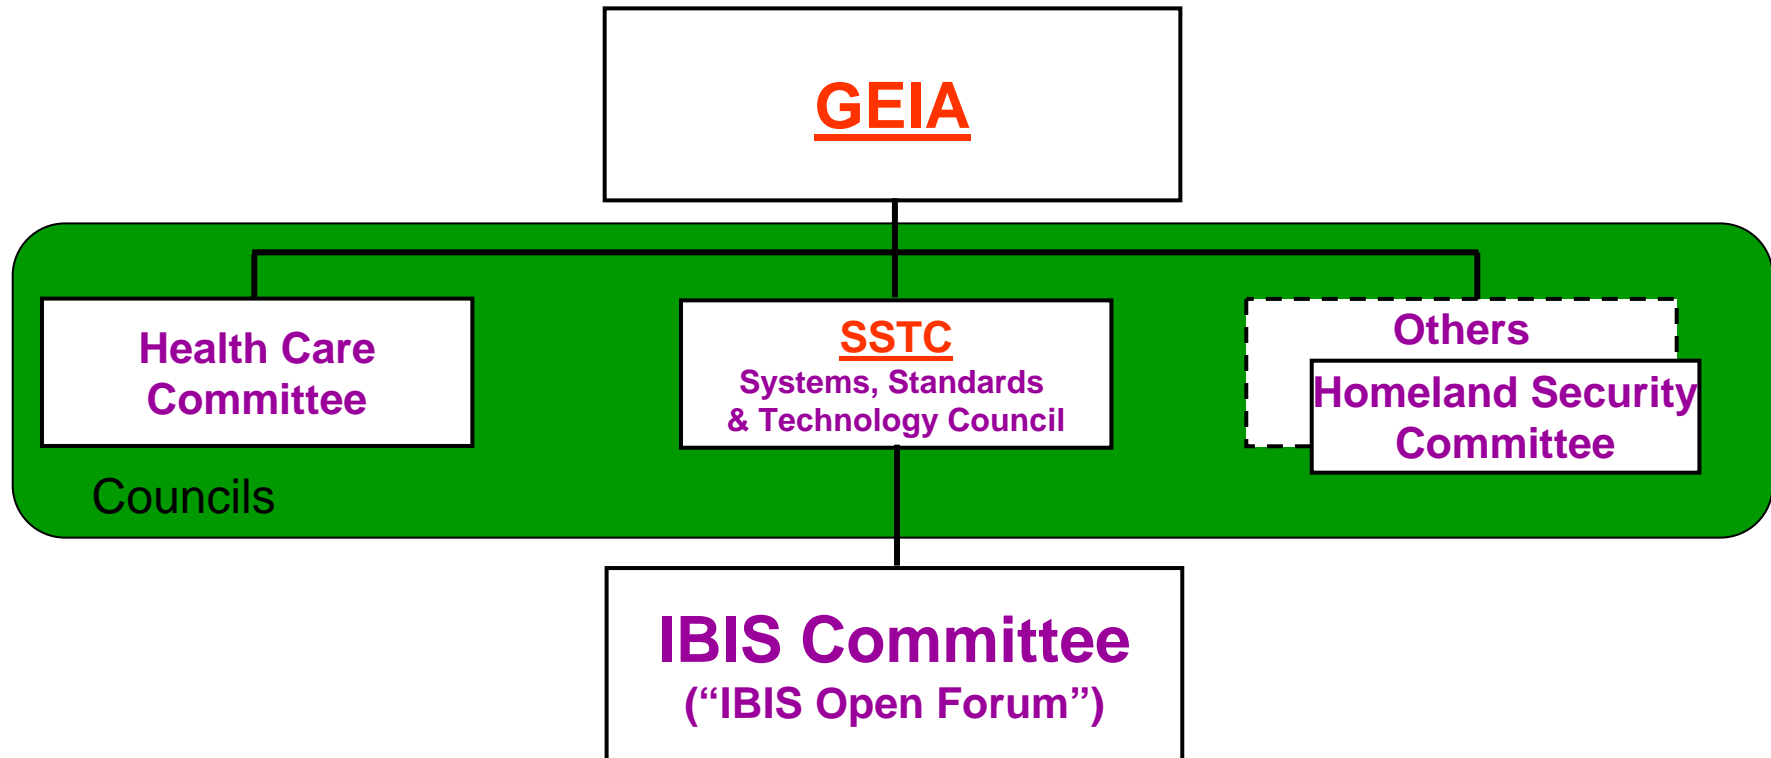 GEIA
Health Care
Committee
SSTC
Systems, Standards
& Technology Council
Others
Homeland Security
Committee
Councils
IBIS Committee
(“IBIS Open Forum”)